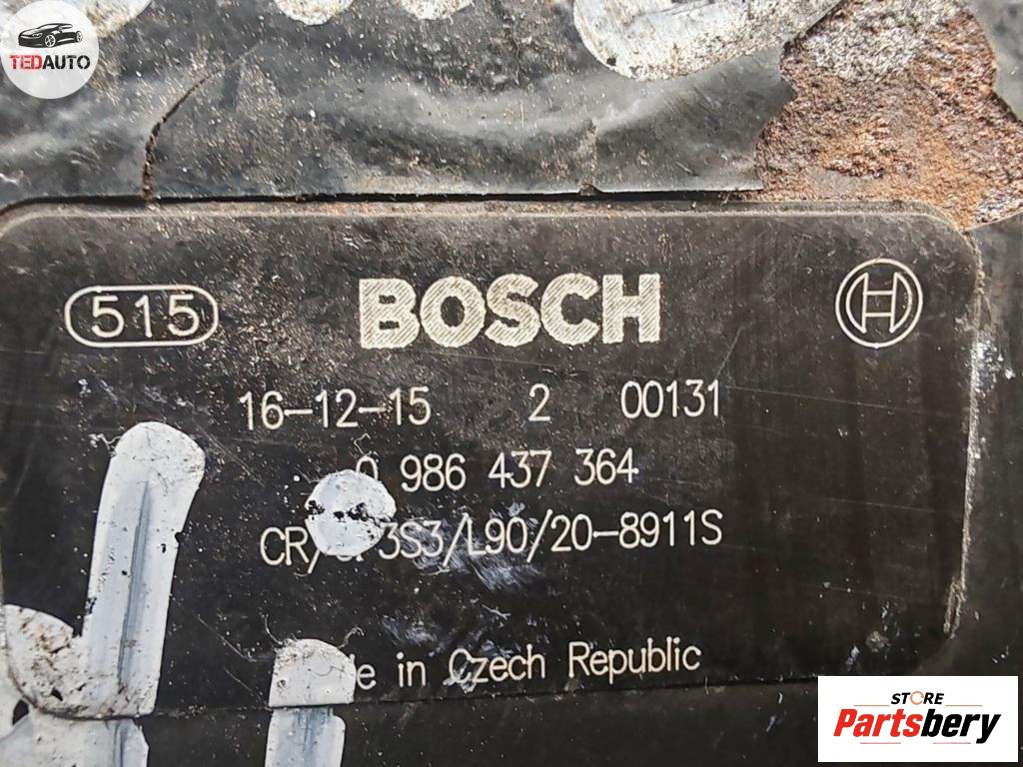 TEDAUTO
515 BOSCH
16-12-15 2 00131
0 986 437 364
3S3/L90/20-8911S
in Czech Republic
STORE
Partsbery